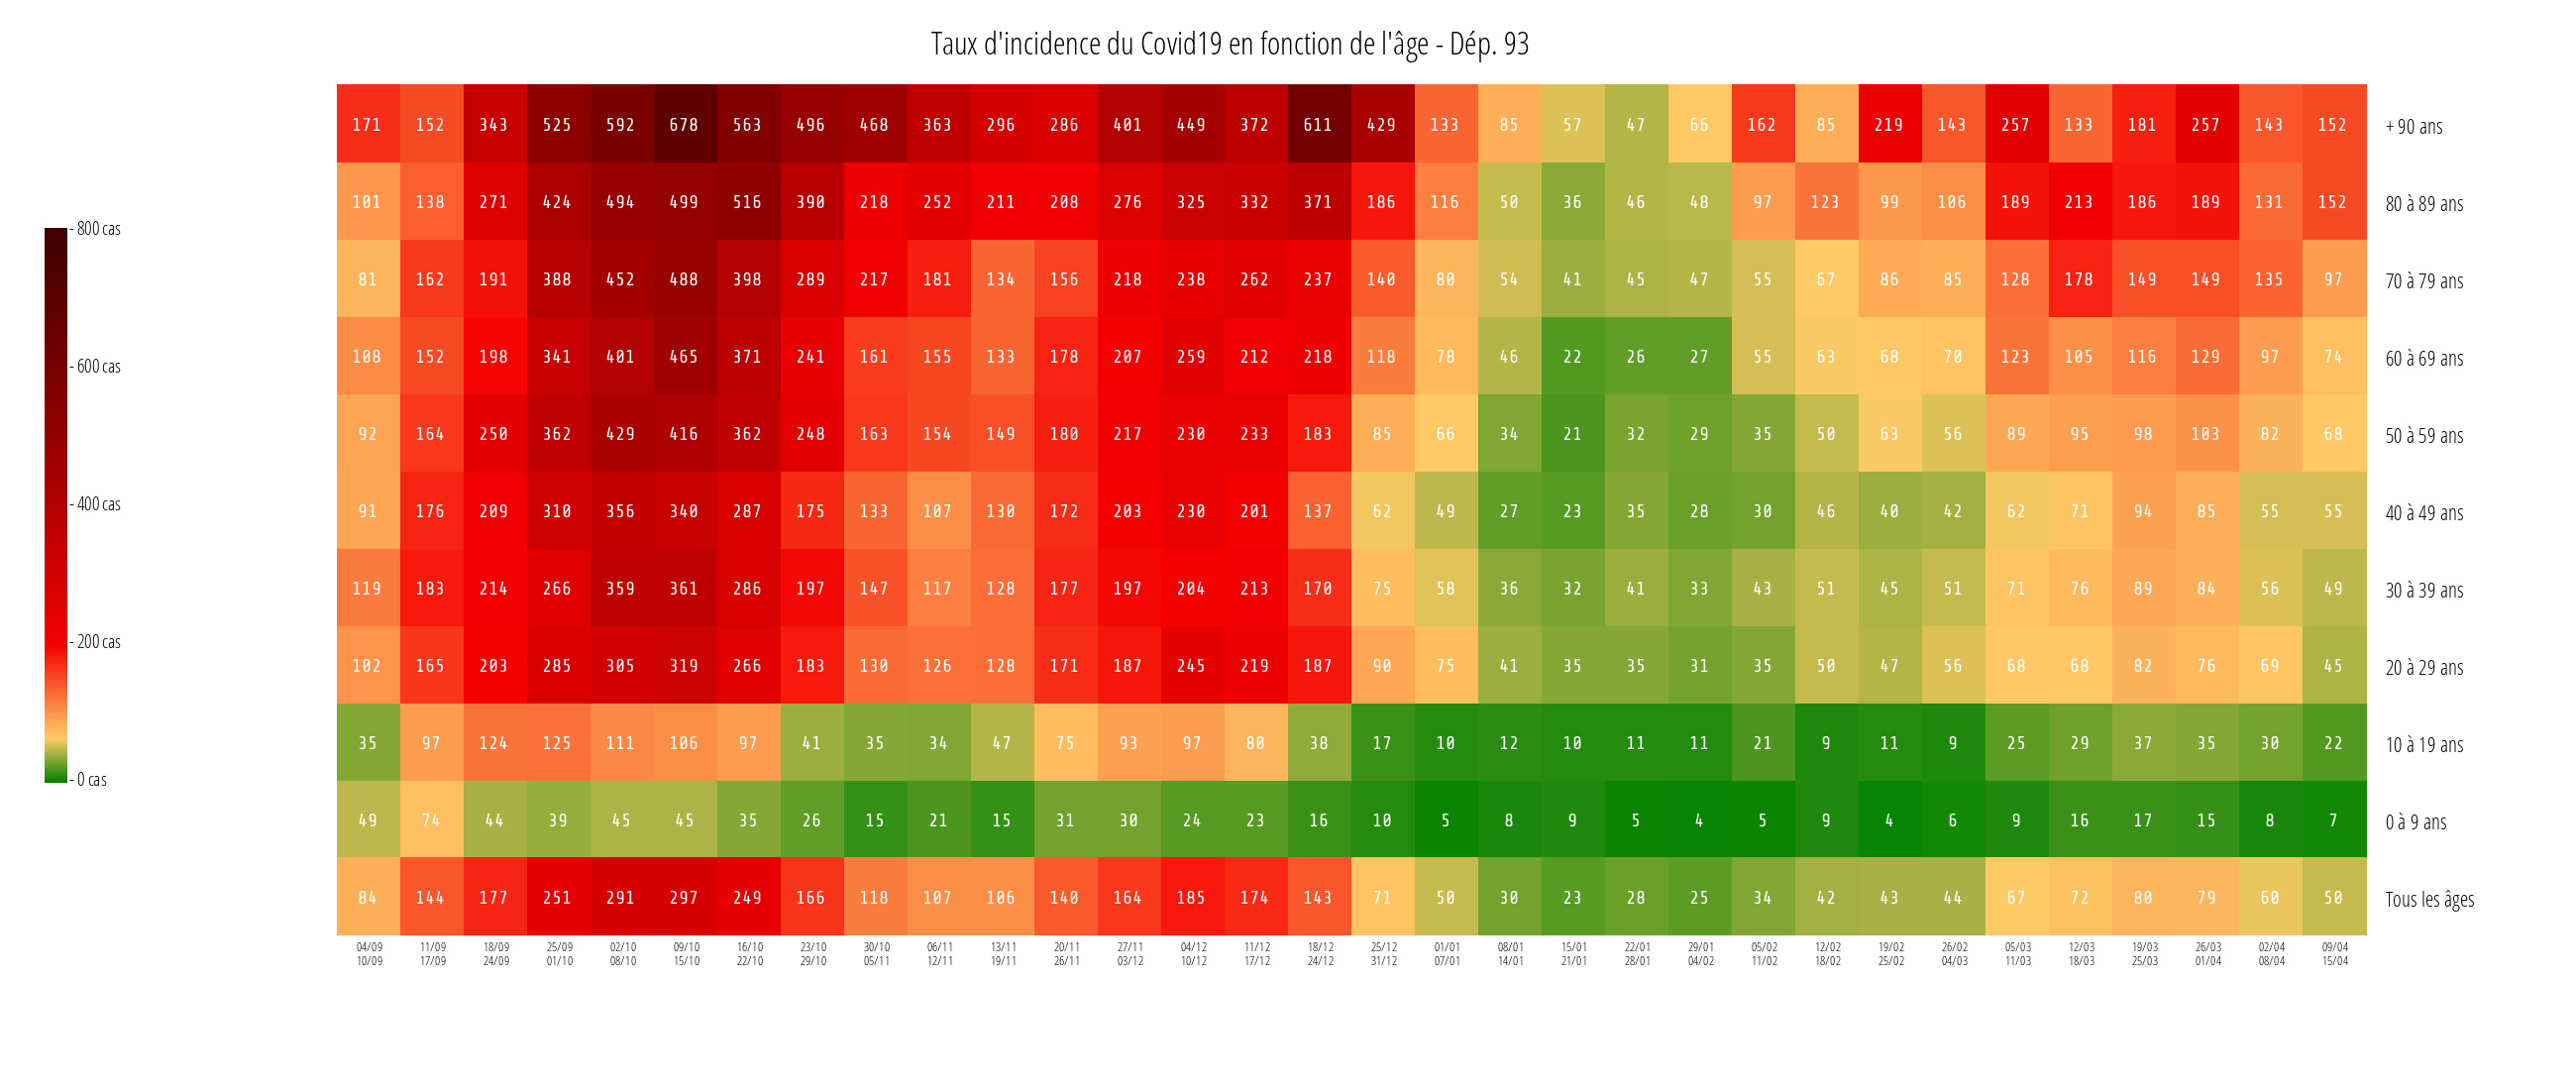 Taux d'incidence du Covid19 en fonction de l'âge - Dép. 93
171 152 343 525 592 678 563 496 468 363 296 286 401 449 372 611 429 133 85 57 47 66 162 85 219 143 257 133 181 257 143 152 + 90 ans
101 138 271 424 494 499 516 390 218 252 211 208 276 325 332 371 186 116 50 36 46 48 97 123 99 106 189 213 186 189 131 152 80 à 89 ans
81 162 191 388 452 488 398 289 217 181 134 156 218 238 262 237 140 80 54 41 45 47 55 67 86 85 128 178 149 149 135 97 70 à 79 ans
108 152 198 341 401 465 371 241 161 155 133 178 207 259 212 218 118 78 46 22 26 27 55 63 68 70 123 105 116 129 97 74 60 à 69 ans
92 164 250 362 429 416 362 248 163 154 149 180 217 230 233 183 85 66 34 21 32 29 35 50 63 56 89 95 98 103 82 68 50 à 59 ans
91 176 209 310 356 340 287 175 133 107 130 172 203 230 201 137 62 49 27 23 35 28 30 46 40 42 62 71 94 85 55 55 40 à 49 ans
119 183 214 266 359 361 286 197 147 117 128 177 197 204 213 170 75 58 36 32 41 33 43 51 45 51 71 76 89 84 56 49 30 à 39 ans
102 165 203 285 305 319 266 183 130 126 128 171 187 245 219 187 90 75 41 35 35 31 35 50 47 56 68 68 82 76 69 45 20 à 29 ans
35 97 124 125 111 106 97 41 35 34 47 75 93 97 80 38 17 10 12 10 11 11 21 9 11 9 25 29 37 35 30 22 10 à 19 ans
49 74 44 39 45 45 35 26 15 21 15 31 30 24 23 16 10 5 8 9 5 4 5 9 4 6 9 16 17 15 8 7 0 à 9 ans
84 144 177 251 291 297 249 166 118 107 106 140 164 185 174 143 71 50 30 23 28 25 34 42 43 44 67 72 80 79 60 50 Tous les âges
04/09 11/09 18/09 25/09 02/10 09/10 16/10 23/10 30/10 06/11 13/11 20/11 27/11 04/12 11/12 18/12 25/12 01/01 08/01 15/01 22/01 29/01 05/02 12/02 19/02 26/02 05/03 12/03 19/03 26/03 02/04 09/04
10/09 17/09 24/09 01/10 08/10 15/10 22/10 29/10 05/11 12/11 19/11 26/11 03/12 10/12 17/12 24/12 31/12 07/01 14/01 21/01 28/01 04/02 11/02 18/02 25/02 04/03 11/03 18/03 25/03 01/04 08/04 15/04
- 800 cas
- 600 cas
- 400 cas
- 200 cas
- 0 cas